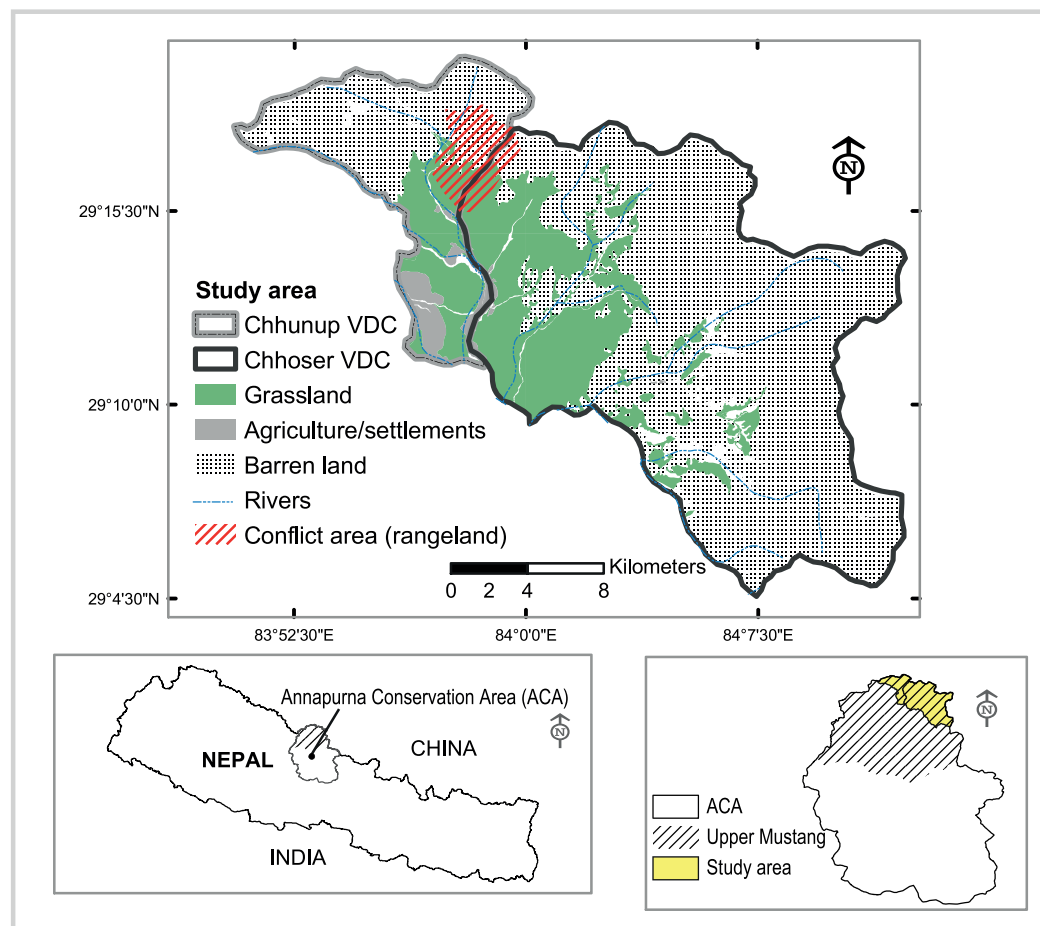 N
29°15'30"N
Study area
Chhunup VDC
Chhoser VDC
Grassland
29°10'0"N
Agriculture/settlements
Barren land
Rivers
Conflict area (rangeland)
Kilometers
0 2 4 8
29°4'30"N
83°52'30"E 84°0'0"E 84°7'30"E
Annapurna Conservation Area (ACA)
N
NEPAL
CHINA
INDIA
N
ACA
Upper Mustang
Study area